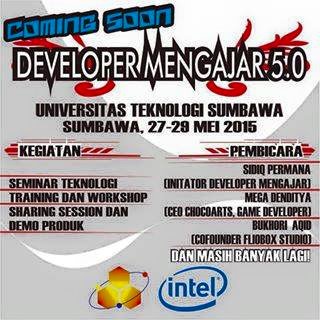 COMING SOON
DEVELOPER MENGAJAR 5.0
UNIVERSITAS TEKNOLOGI SUMBAWA
SUMBAWA, 27-29 MEI 2015
KEGIATAN
SEMINAR TEKNOLOGI
TRAINING DAN WORKSHOP
SHARING SESSION DAN
DEMO PRODUK
PEMBICARA
SIDIQ PERMANA
(INITATOR DEVELOPER MENGAJAR)
MEGA DENDITYA
(CEO CHOCOARTS, GAME DEVELOPER)
BUKHORI AQID
(COFOUNDER FLIOBOX STUDIO)
DAN MASIH BANYAK LAGI!
intel